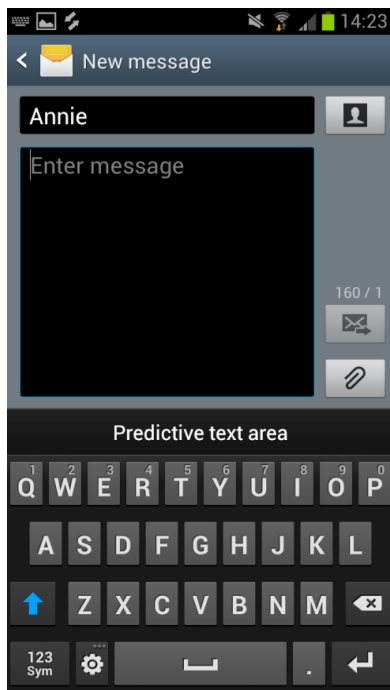 14:23
New message
Annie
Enter message
160 / 1
Predictive text area
1 2 3 4 5 6 7 8 9 0
Q W E R T Y U I O P
A S D F G H J K L
Z X C V B N M
123
Sym
.